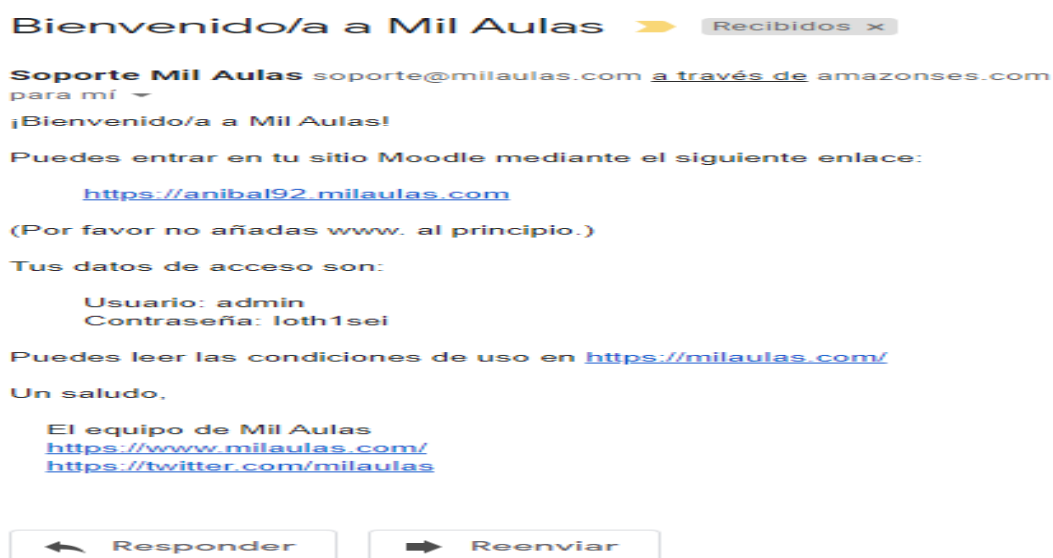 Bienvenido/a a Mil Aulas Recibidos x
Soporte Mil Aulas soporte@milaulas.com a través de amazonses.com
para mí
¡Bienvenido/a a Mil Aulas!
Puedes entrar en tu sitio Moodle mediante el siguiente enlace:
https://anibal92.milaulas.com
(Por favor no añadas www. al principio.)
Tus datos de acceso son:
Usuario: admin
Contraseña: loth1sei
Puedes leer las condiciones de uso en https://milaulas.com/
Un saludo,
El equipo de Mil Aulas
https://www.milaulas.com/
https://twitter.com/milaulas
Responder Reenviar